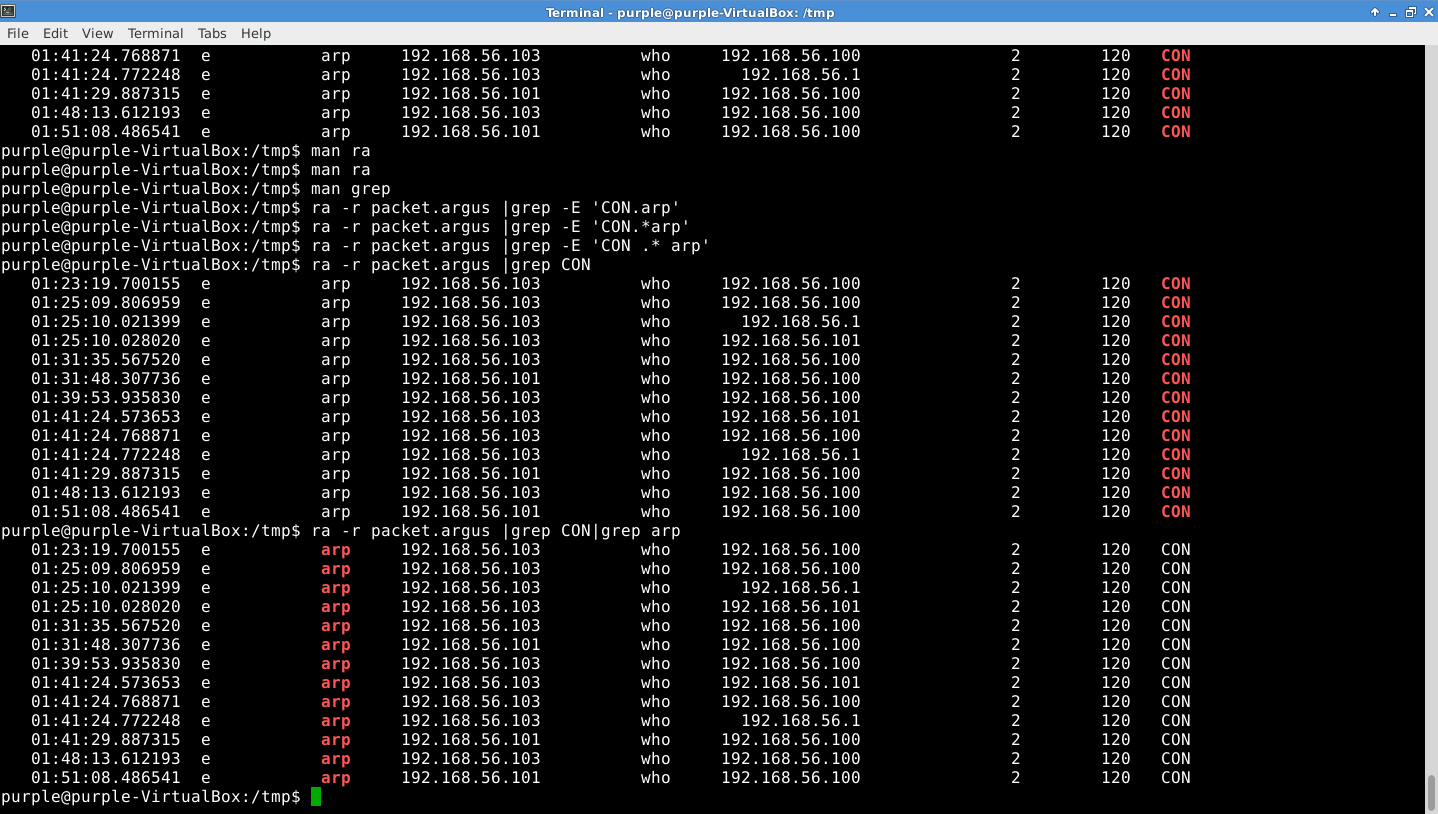 Terminal - purple@purple-VirtualBox: /tmp
File Edit View Terminal Tabs Help
01:41:24.768871 e arp 192.168.56.103 who 192.168.56.100 2 120 CON
01:41:24.772248 e arp 192.168.56.103 who 192.168.56.1 2 120 CON
01:41:29.887315 e arp 192.168.56.101 who 192.168.56.100 2 120 CON
01:48:13.612193 e arp 192.168.56.103 who 192.168.56.100 2 120 CON
01:51:08.486541 e arp 192.168.56.101 who 192.168.56.100 2 120 CON
purple@purple-VirtualBox:/tmp$ man ra
purple@purple-VirtualBox:/tmp$ man ra
purple@purple-VirtualBox:/tmp$ man grep
purple@purple-VirtualBox:/tmp$ ra -r packet.argus |grep -E 'CON.arp'
purple@purple-VirtualBox:/tmp$ ra -r packet.argus |grep -E 'CON.*arp'
purple@purple-VirtualBox:/tmp$ ra -r packet.argus |grep -E 'CON .* arp'
purple@purple-VirtualBox:/tmp$ ra -r packet.argus |grep CON
01:23:19.700155 e arp 192.168.56.103 who 192.168.56.100 2 120 CON
01:25:09.806959 e arp 192.168.56.103 who 192.168.56.100 2 120 CON
01:25:10.021399 e arp 192.168.56.103 who 192.168.56.1 2 120 CON
01:25:10.028020 e arp 192.168.56.103 who 192.168.56.101 2 120 CON
01:31:35.567520 e arp 192.168.56.103 who 192.168.56.100 2 120 CON
01:31:48.307736 e arp 192.168.56.101 who 192.168.56.100 2 120 CON
01:39:53.935830 e arp 192.168.56.103 who 192.168.56.100 2 120 CON
01:41:24.573653 e arp 192.168.56.103 who 192.168.56.101 2 120 CON
01:41:24.768871 e arp 192.168.56.103 who 192.168.56.100 2 120 CON
01:41:24.772248 e arp 192.168.56.103 who 192.168.56.1 2 120 CON
01:41:29.887315 e arp 192.168.56.101 who 192.168.56.100 2 120 CON
01:48:13.612193 e arp 192.168.56.103 who 192.168.56.100 2 120 CON
01:51:08.486541 e arp 192.168.56.101 who 192.168.56.100 2 120 CON
purple@purple-VirtualBox:/tmp$ ra -r packet.argus |grep CON|grep arp
01:23:19.700155 e arp 192.168.56.103 who 192.168.56.100 2 120 CON
01:25:09.806959 e arp 192.168.56.103 who 192.168.56.100 2 120 CON
01:25:10.021399 e arp 192.168.56.103 who 192.168.56.1 2 120 CON
01:25:10.028020 e arp 192.168.56.103 who 192.168.56.101 2 120 CON
01:31:35.567520 e arp 192.168.56.103 who 192.168.56.100 2 120 CON
01:31:48.307736 e arp 192.168.56.101 who 192.168.56.100 2 120 CON
01:39:53.935830 e arp 192.168.56.103 who 192.168.56.100 2 120 CON
01:41:24.573653 e arp 192.168.56.103 who 192.168.56.101 2 120 CON
01:41:24.768871 e arp 192.168.56.103 who 192.168.56.100 2 120 CON
01:41:24.772248 e arp 192.168.56.103 who 192.168.56.1 2 120 CON
01:41:29.887315 e arp 192.168.56.101 who 192.168.56.100 2 120 CON
01:48:13.612193 e arp 192.168.56.103 who 192.168.56.100 2 120 CON
01:51:08.486541 e arp 192.168.56.101 who 192.168.56.100 2 120 CON
purple@purple-VirtualBox:/tmp$